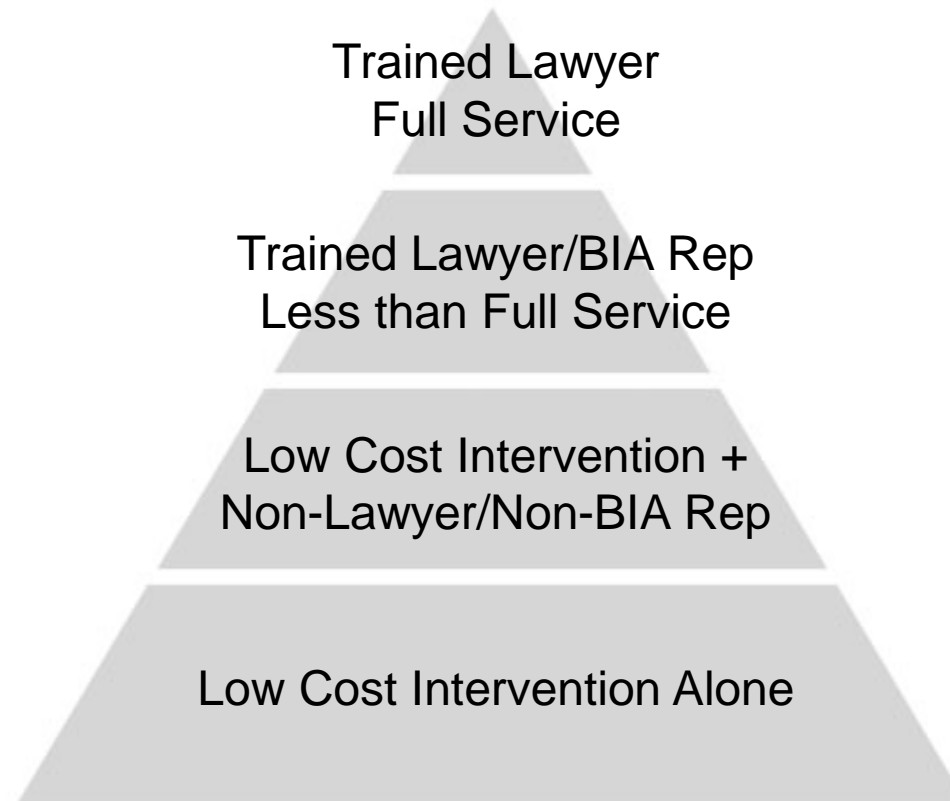 Trained Lawyer
Full Service
Trained Lawyer/BIA Rep
Less than Full Service
Low Cost Intervention +
Non-Lawyer/Non-BIA Rep
Low Cost Intervention Alone